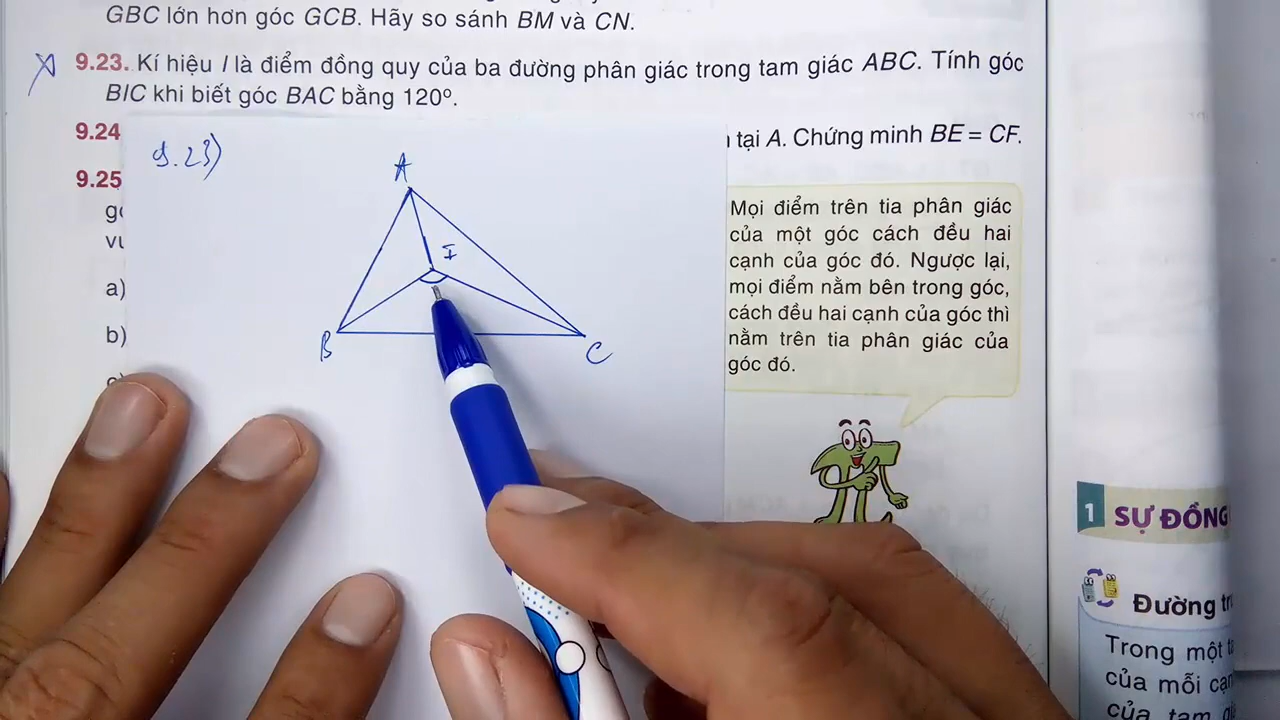 GBC lớn hơn góc GCB. Hãy so sánh BM và CN.
9.23. Kí hiệu I là điểm đồng quy của ba đường phân giác trong tam giác ABC. Tính góc
BIC khi biết góc BAC bằng 120°.
9.24
tại A. Chứng minh BE = CF.
9.23)
A
I
B
C
9.25
a)
b)
Mọi điểm trên tia phân giác
của một góc cách đều hai
cạnh của góc đó. Ngược lại,
mọi điểm nằm bên trong góc,
cách đều hai cạnh của góc thì
nằm trên tia phân giác của
góc đó.
1 SỰ ĐỒNG
Đường
Trong một
của mỗi
của tam